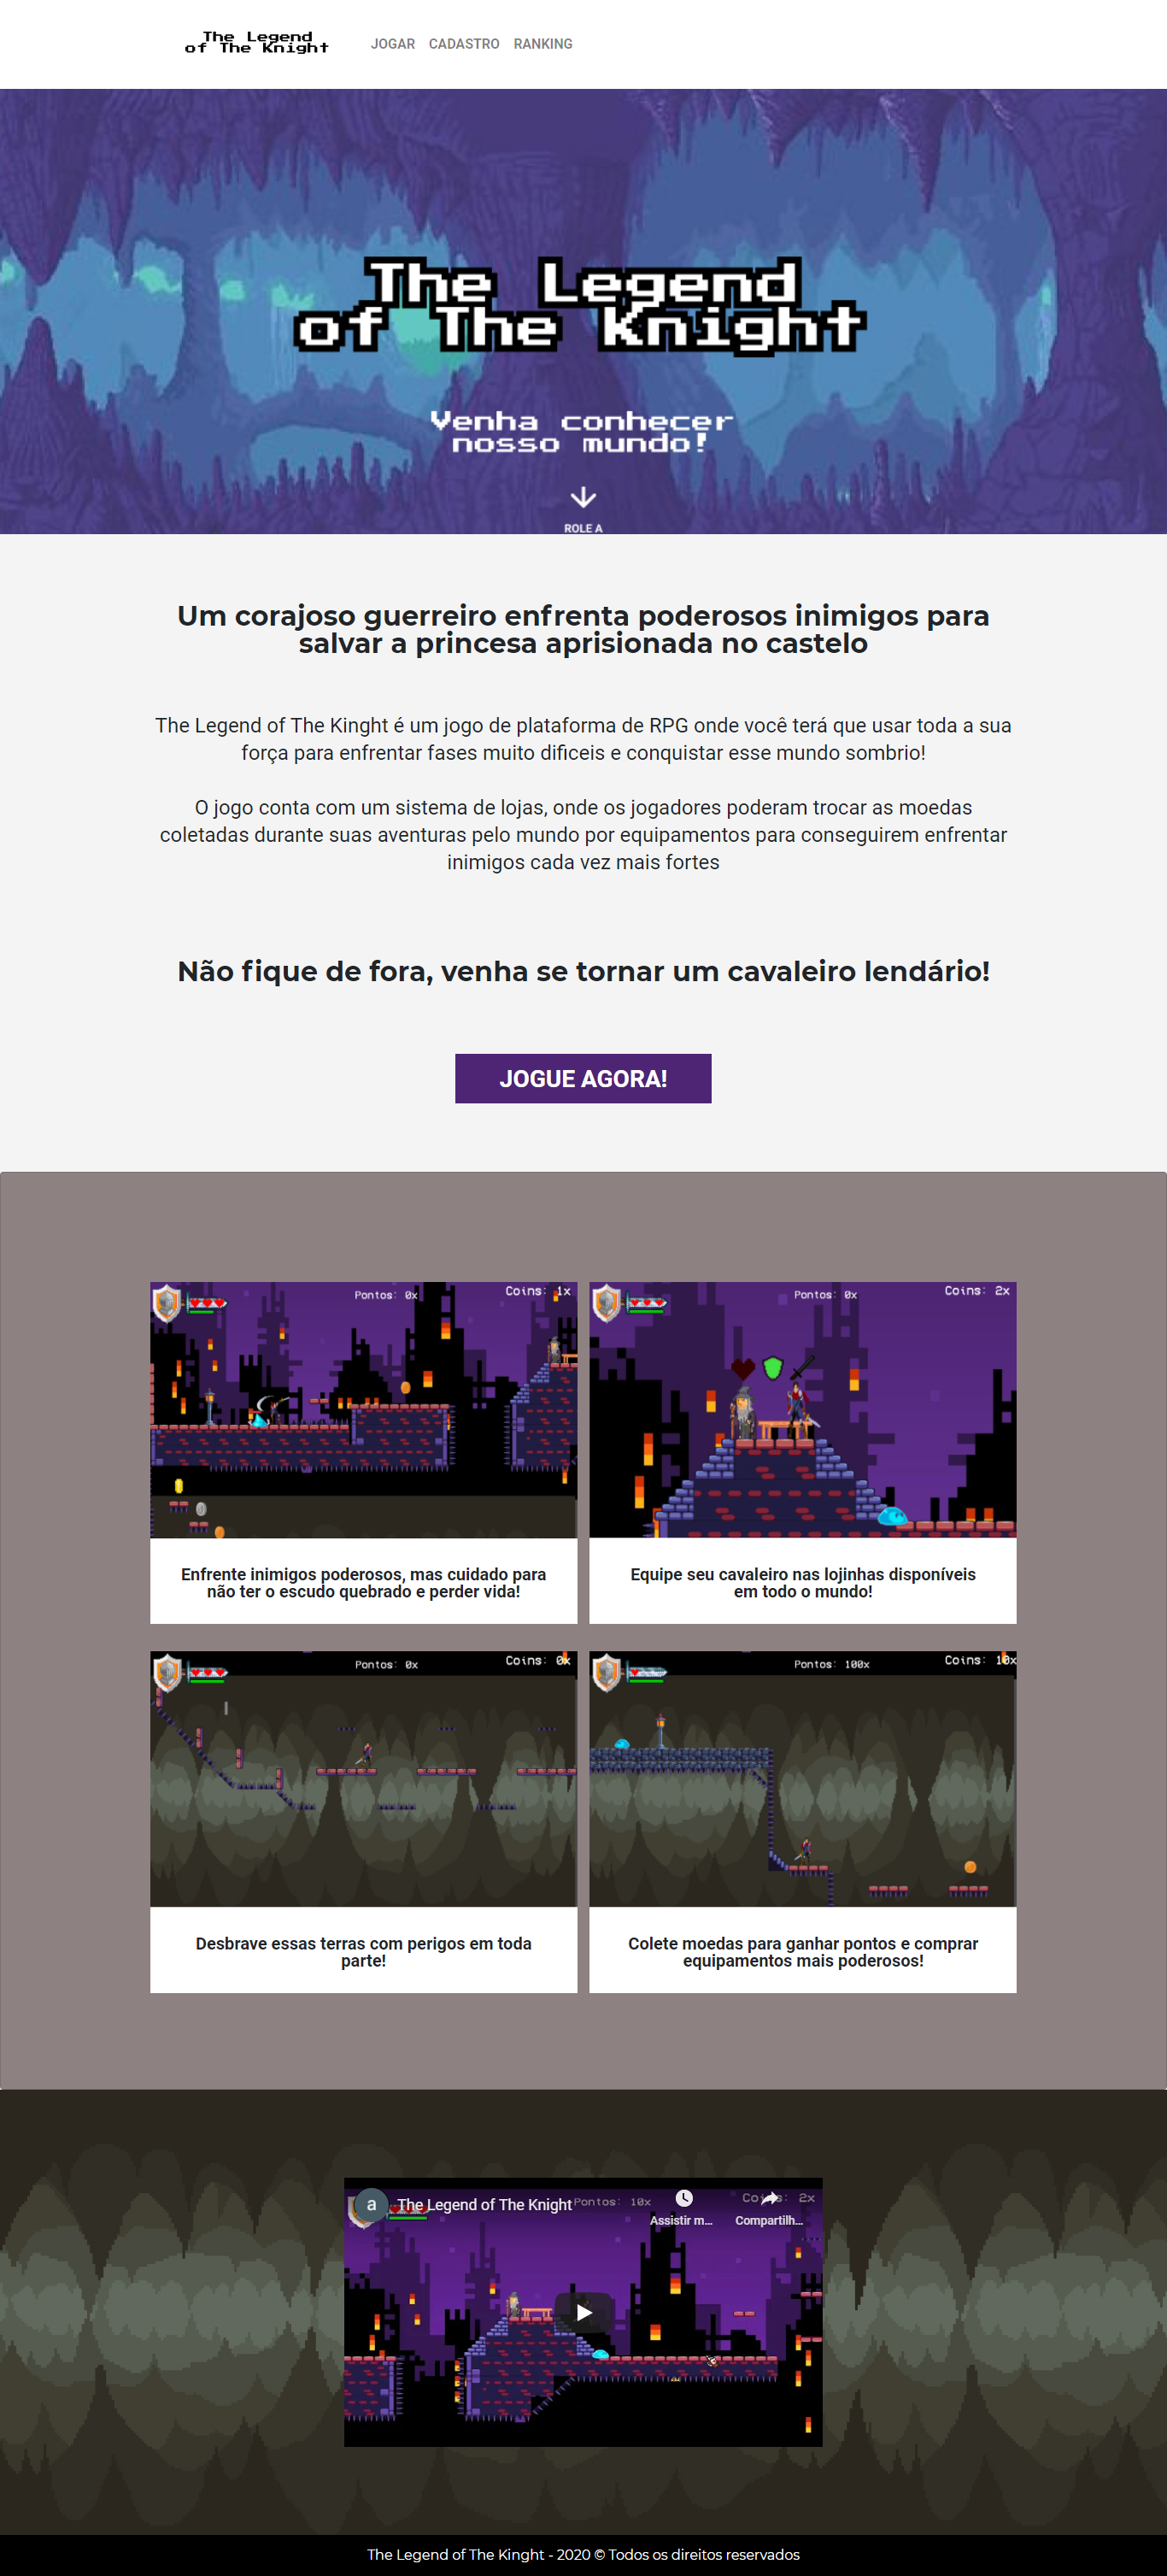 The Legend
of The Knight
JOGAR CADASTRO RANKING
The Legend
of The Knight
Venha conhecer
nosso mundo!
ROLE A
Um corajoso guerreiro enfrenta poderosos inimigos para
salvar a princesa aprisionada no castelo
The Legend of The Kinght é um jogo de plataforma de RPG onde você terá que usar toda a sua
força para enfrentar fases muito dificeis e conquistar esse mundo sombrio!
O jogo conta com um sistema de lojas, onde os jogadores poderam trocar as moedas
coletadas durante suas aventuras pelo mundo por equipamentos para conseguirem enfrentar
inimigos cada vez mais fortes
Não fique de fora, venha se tornar um cavaleiro lendário!
JOGUE AGORA!
Pontos: 0x Coins: 1x
Pontos: 0x Coins: 2x
Enfrente inimigos poderosos, mas cuidado para
não ter o escudo quebrado e perder vida!
Equipe seu cavaleiro nas lojinhas disponíveis
em todo o mundo!
Pontos: 0x Coins: 0x
Pontos: 100x Coins: 10x
Desbrave essas terras com perigos em toda
parte!
Colete moedas para ganhar pontos e comprar
equipamentos mais poderosos!
a The Legend of The Knight Pontos: 10x Coins: 2x
Assistir m... Compartilh...
The Legend of The Kinght - 2020 © Todos os direitos reservados